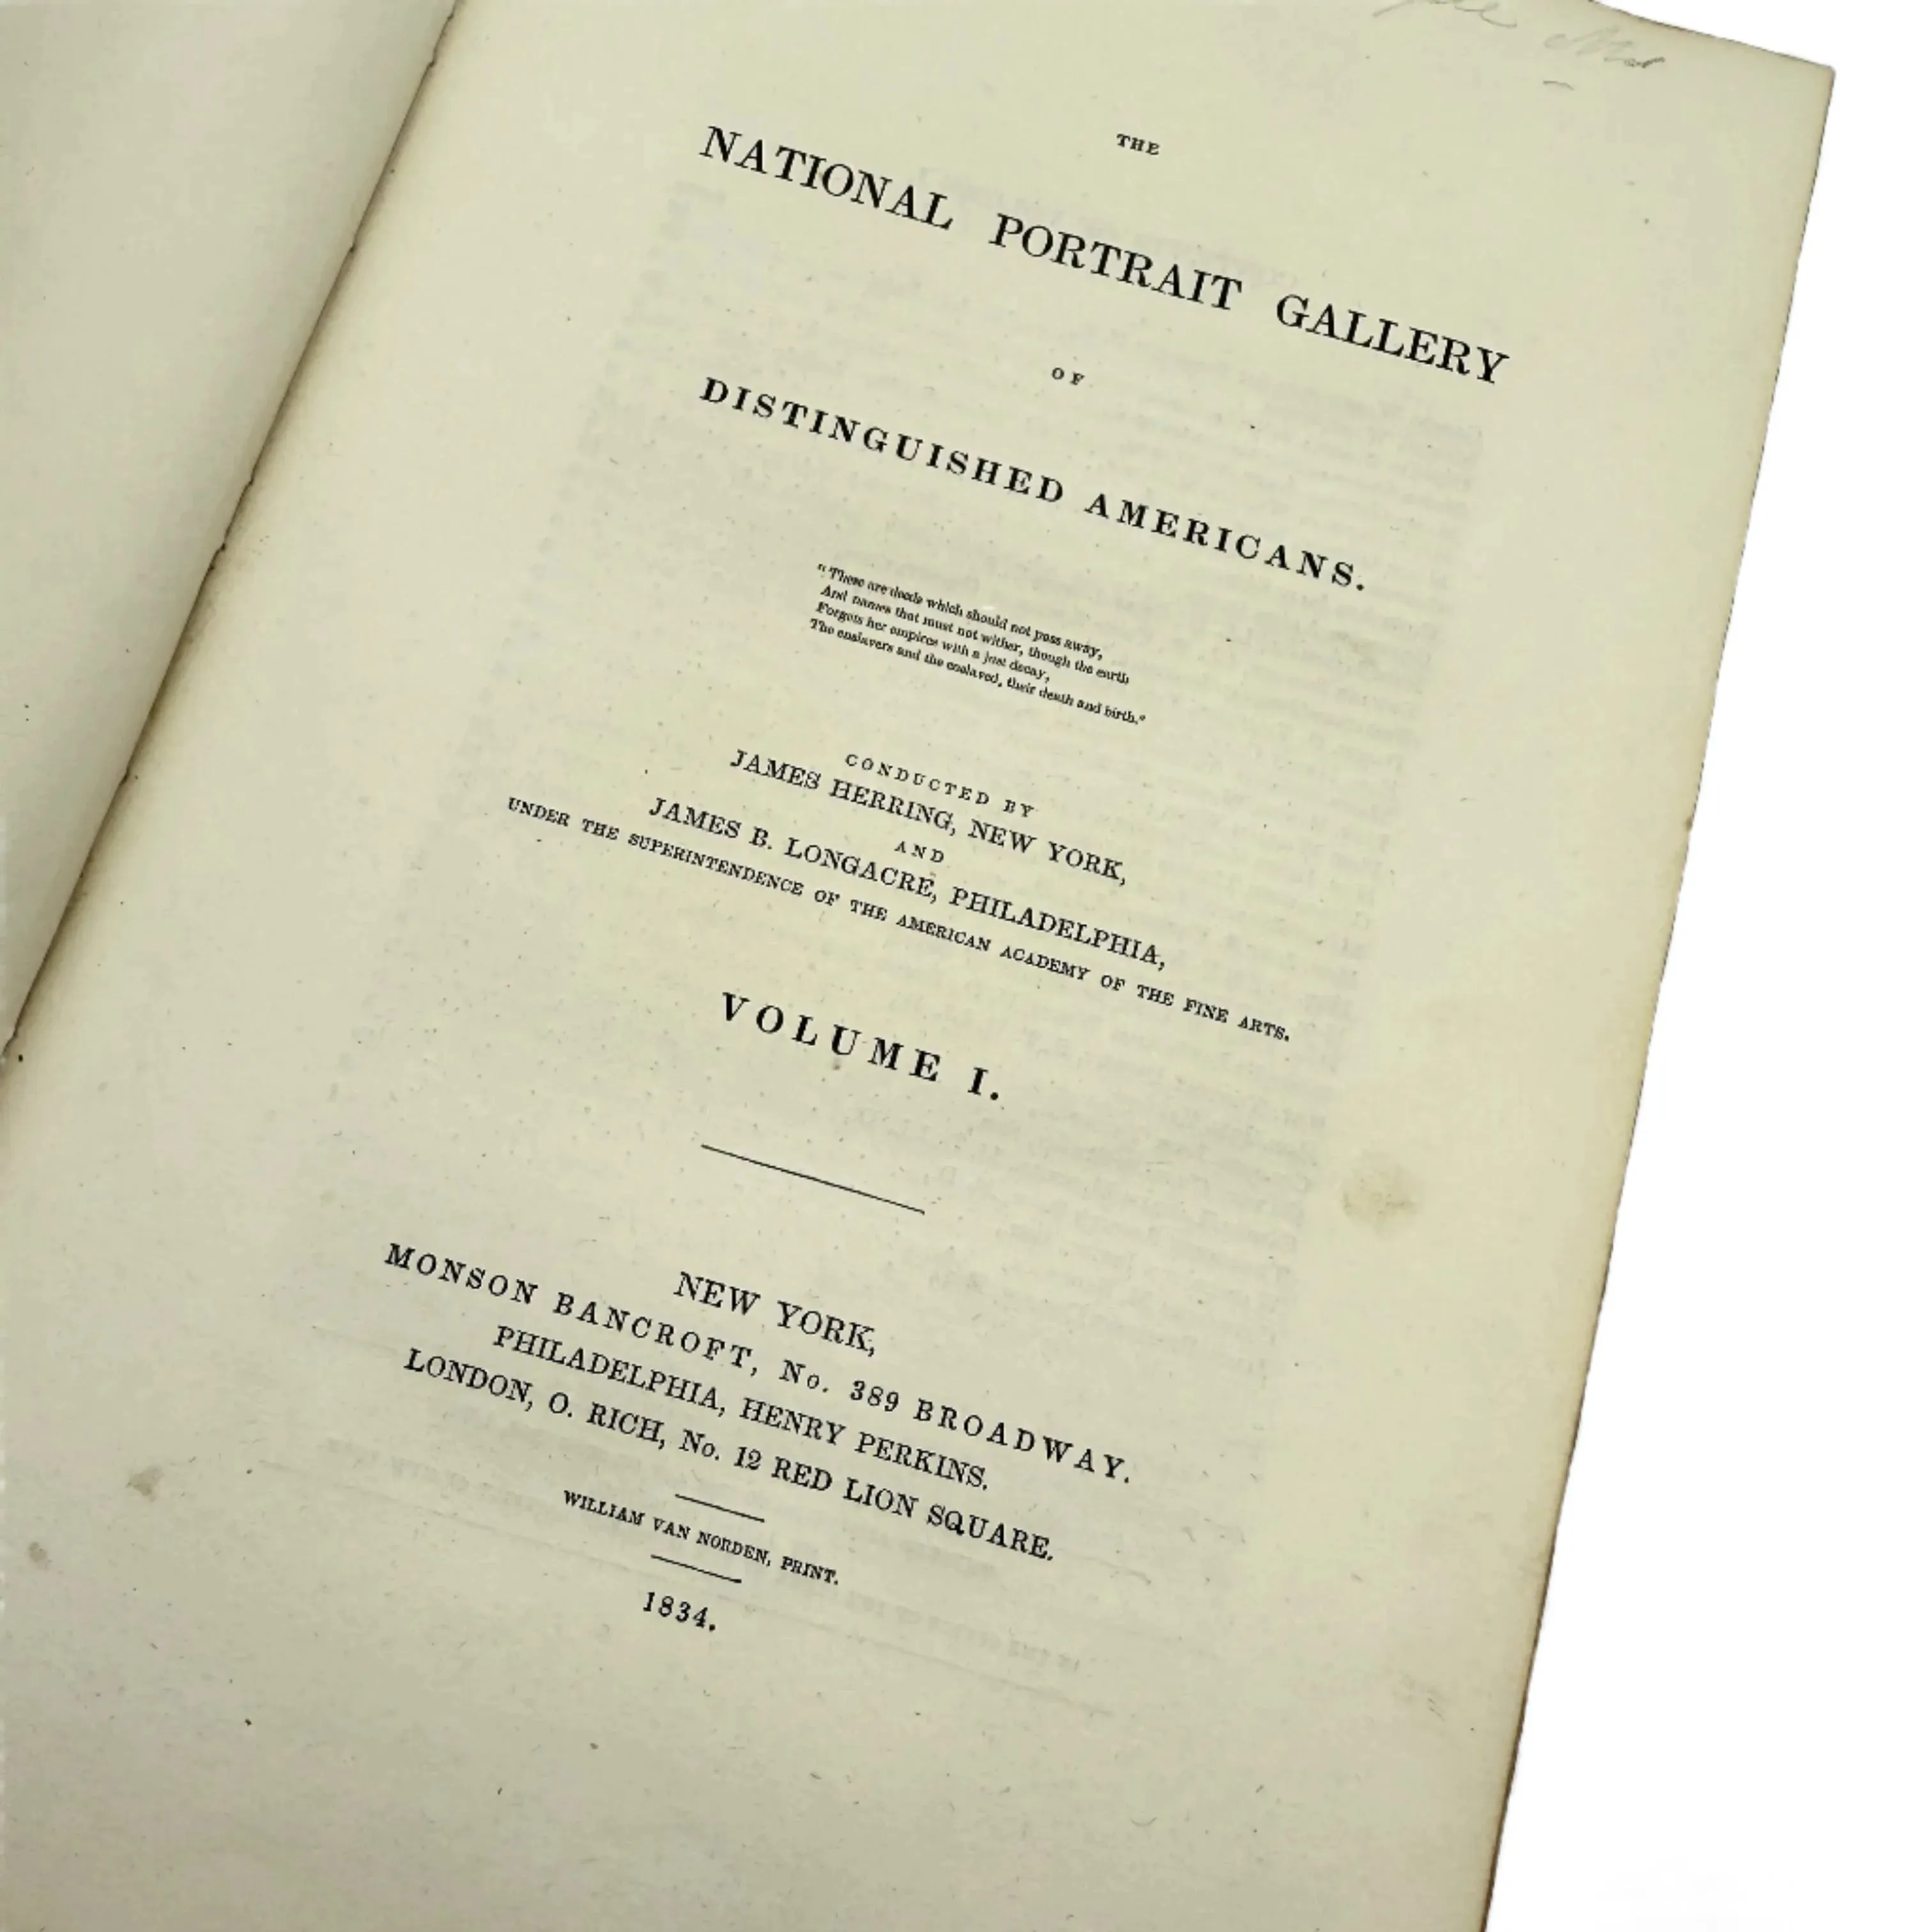 THE
NATIONAL PORTRAIT GALLERY
OF
DISTINGUISHED AMERICANS.
"There are deeds which should not pass away,
And names that must not wither, though the earth
Forgets her empires with a just decay,
The enslavers and the enslaved, their death and birth."
CONDUCTED BY
JAMES HERRING, NEW YORK,
AND
JAMES B. LONGACRE, PHILADELPHIA,
UNDER THE SUPERINTENDENCE OF THE AMERICAN ACADEMY OF THE FINE ARTS.
VOLUME I.
NEW YORK,
MONSON BANCROFT, No. 389 BROADWAY.
PHILADELPHIA, HENRY PERKINS.
LONDON, O. RICH, No. 12 RED LION SQUARE.
WILLIAM VAN NORDEN, PRINT.
1834.